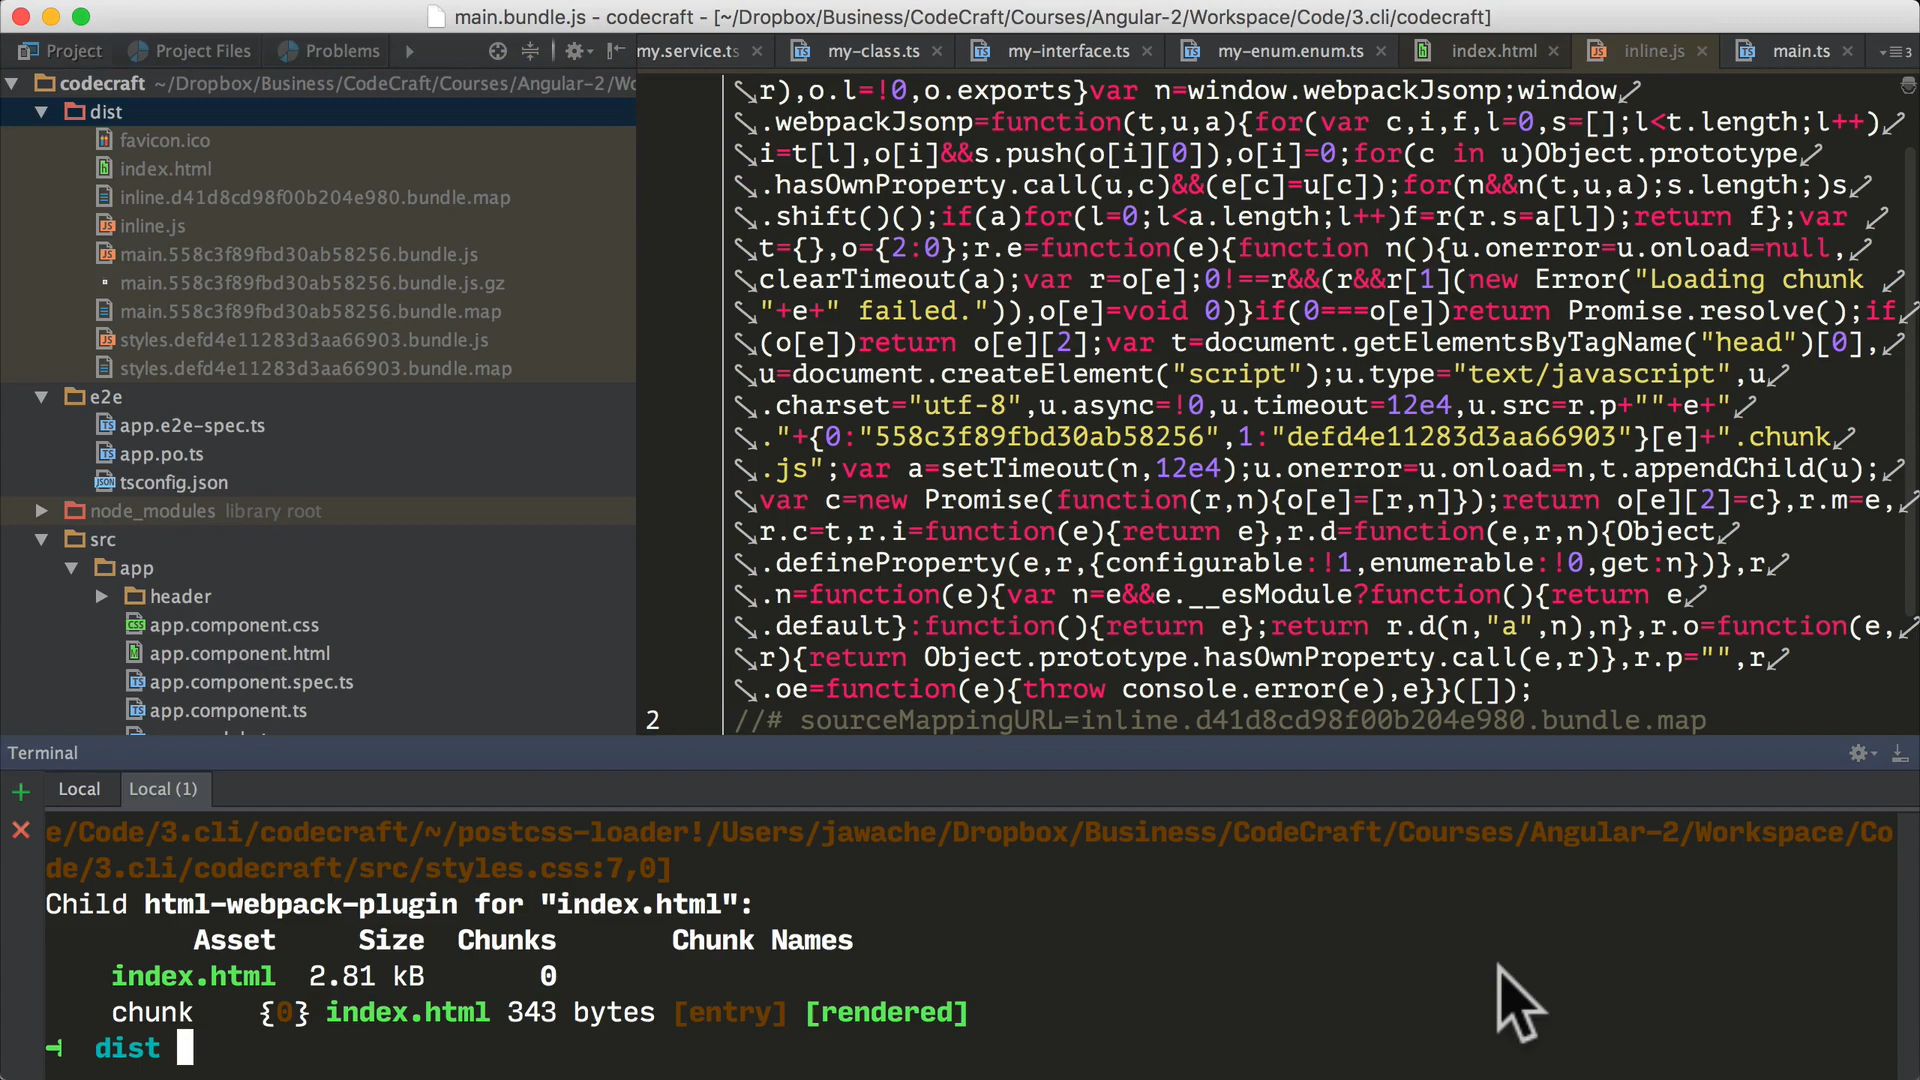 main.bundle.js - codecraft - [~/Dropbox/Business/CodeCraft/Courses/Angular-2/Workspace/Code/3.cli/codecraft]
Project Project Files Problems my.service.ts my-class.ts my-interface.ts my-enum.enum.ts index.html inline.js main.ts
codecraft ~/Dropbox/Business/CodeCraft/Courses/Angular-2/Wo
dist
favicon.ico
index.html
inline.d41d8cd98f00b204e980.bundle.map
inline.js
main.558c3f89fbd30ab58256.bundle.js
main.558c3f89fbd30ab58256.bundle.js.gz
main.558c3f89fbd30ab58256.bundle.map
styles.defd4e11283d3aa66903.bundle.js
styles.defd4e11283d3aa66903.bundle.map
e2e
app.e2e-spec.ts
app.po.ts
tsconfig.json
node_modules library root
src
app
header
app.component.css
app.component.html
app.component.spec.ts
app.component.ts
r),o.l=!0,o.exports}var n=window.webpackJsonp;window
.webpackJsonp=function(t,u,a){for(var c,i,f,l=0,s=[];l<t.length;l++)
i=t[l],o[i]&&s.push(o[i][0]),o[i]=0;for(c in u)Object.prototype
.hasOwnProperty.call(u,c)&&(e[c]=u[c]);for(n&&n(t,u,a);s.length;)s
.shift()();if(a)for(l=0;l<a.length;l++)f=r(r.s=a[l]);return f};var
t={},o={2:0};r.e=function(e){function n(){u.onerror=u.onload=null,
clearTimeout(a);var r=o[e];0!==r&&(r&&r[1](new Error("Loading chunk
"+e+" failed.")),o[e]=void 0)}if(0===o[e])return Promise.resolve();if
(o[e])return o[e][2];var t=document.getElementsByTagName("head")[0],
u=document.createElement("script");u.type="text/javascript",u
.charset="utf-8",u.async=!0,u.timeout=12e4,u.src=r.p+""+e+"
."+{0:"558c3f89fbd30ab58256",1:"defd4e11283d3aa66903"}[e]+".chunk
.js";var a=setTimeout(n,12e4);u.onerror=u.onload=n,t.appendChild(u);
var c=new Promise(function(r,n){o[e]=[r,n]});return o[e][2]=c},r.m=e,
r.c=t,r.i=function(e){return e},r.d=function(e,r,n){Object
.defineProperty(e,r,{configurable:!1,enumerable:!0,get:n})},r
.n=function(e){var n=e&&e.__esModule?function(){return e
.default}:function(){return e};return r.d(n,"a",n),n},r.o=function(e,
r){return Object.prototype.hasOwnProperty.call(e,r)},r.p="",r
.oe=function(e){throw console.error(e),e}}([]);
2 //# sourceMappingURL=inline.d41d8cd98f00b204e980.bundle.map
Terminal
Local Local (1)
e/Code/3.cli/codecraft/~/postcss-loader!/Users/jawache/Dropbox/Business/CodeCraft/Courses/Angular-2/Workspace/Co
de/3.cli/codecraft/src/styles.css:7,0]
Child html-webpack-plugin for "index.html":
Asset Size Chunks Chunk Names
index.html 2.81 kB 0
chunk {0} index.html 343 bytes [entry] [rendered]
dist